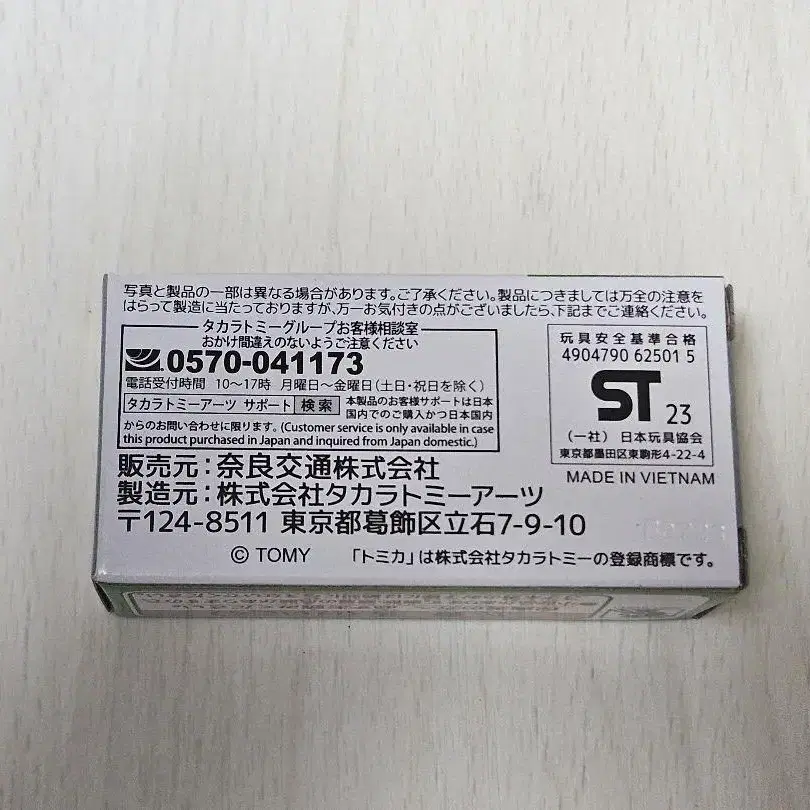 写真と製品の一部は異なる場合があります。ご了承ください。製品につきましては万全の注意を
はらって製造に当たっておりますが、万一お気付きの点がございましたら、下記までご連絡ください。
タカラトミーグループお客様相談室
おかけ間違えのないようご注意ください
0570-041173
電話受付時間 10〜17時 月曜日〜金曜日(土日・祝日を除く)
タカラトミーアーツ サポート 検索 本製品のお客様サポートは日本
国内でのご購入かつ日本国内
からのお問い合わせに限ります。(Customer service is only available in case
this product purchased in Japan and inquired from Japan domestic.)
玩具安全基準合格
4904790 62501 5
ST 23
(一社) 日本玩具協会
東京都墨田区東駒形4-22-4
MADE IN VIETNAM
販売元:奈良交通株式会社
製造元:株式会社タカラトミーアーツ
〒124-8511 東京都葛飾区立石7-9-10
© TOMY 「トミカ」は株式会社タカラトミーの登録商標です。